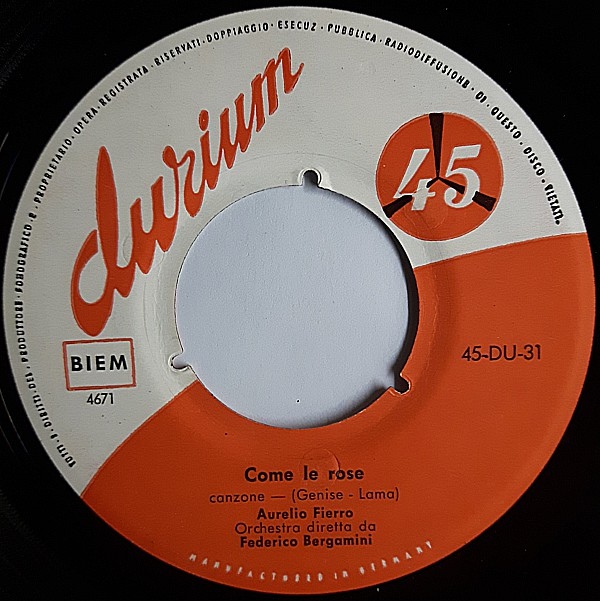 TUTTI I DIRITTI DEL PRODUTTORE FONOGRAFICO E PROPRIETARIO OPERA REGISTRATA · RISERVATI · DOPPIAGGIO · ESECUZ · PUBBLICA · RADIODIFFUSIONE · DI · QUESTO · DISCO · VIETATI.
durium
45
BIEM
4671
45-DU-31
Come le rose
canzone — (Genise - Lama)
Aurelio Fierro
Orchestra diretta da
Federico Bergamini
MANUFACTURED IN GERMANY